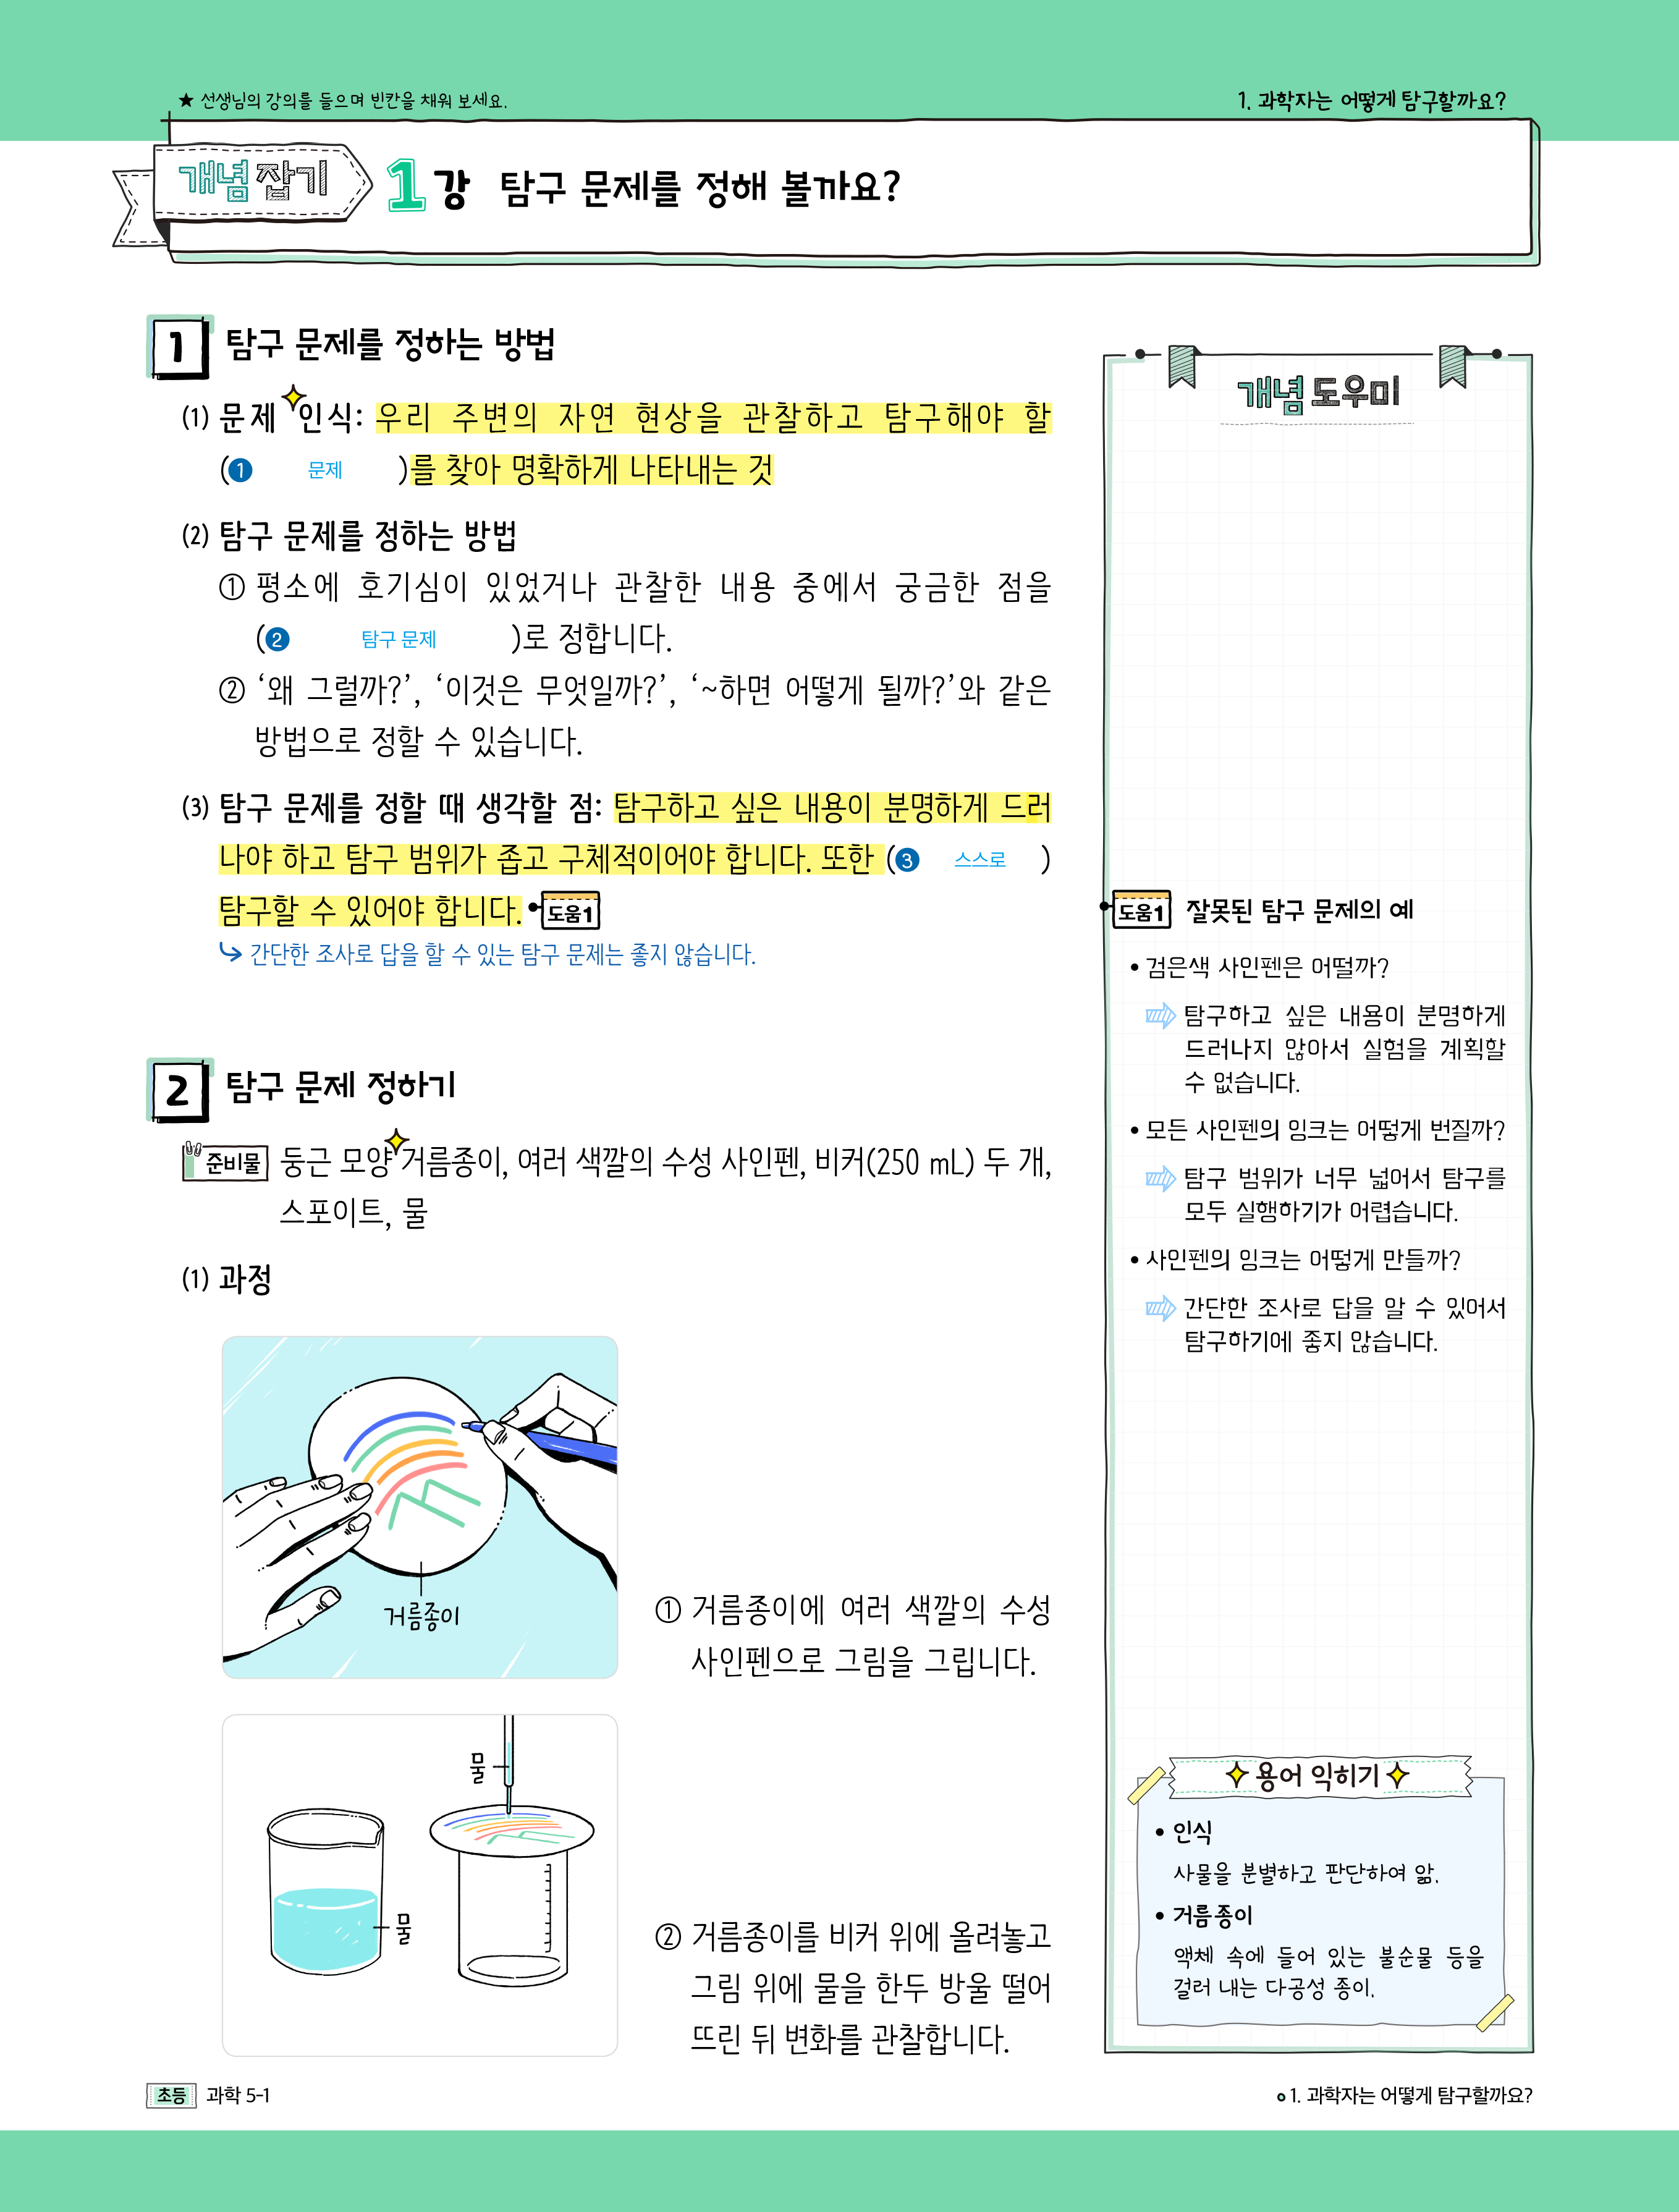 ★ 선생님의 강의를 들으며 빈칸을 채워 보세요.
1. 과학자는 어떻게 탐구할까요?
개념 잡기
1강 탐구 문제를 정해 볼까요?
1 탐구 문제를 정하는 방법
(1) 문제 인식: 우리 주변의 자연 현상을 관찰하고 탐구해야 할
(❶ 문제 )를 찾아 명확하게 나타내는 것
(2) 탐구 문제를 정하는 방법
① 평소에 호기심이 있었거나 관찰한 내용 중에서 궁금한 점을
(❷ 탐구 문제 )로 정합니다.
② ‘왜 그럴까?’, ‘이것은 무엇일까?’, ‘~하면 어떻게 될까?’와 같은
방법으로 정할 수 있습니다.
(3) 탐구 문제를 정할 때 생각할 점: 탐구하고 싶은 내용이 분명하게 드러
나야 하고 탐구 범위가 좁고 구체적이어야 합니다. 또한 (❸ 스스로 )
탐구할 수 있어야 합니다. 도움1
간단한 조사로 답을 할 수 있는 탐구 문제는 좋지 않습니다.
2 탐구 문제 정하기
준비물 둥근 모양 거름종이, 여러 색깔의 수성 사인펜, 비커(250 mL) 두 개,
스포이트, 물
(1) 과정
거름종이
① 거름종이에 여러 색깔의 수성
사인펜으로 그림을 그립니다.
물
물
② 거름종이를 비커 위에 올려놓고
그림 위에 물을 한두 방울 떨어
뜨린 뒤 변화를 관찰합니다.
개념 도우미
도움1 잘못된 탐구 문제의 예
• 검은색 사인펜은 어떨까?
탐구하고 싶은 내용이 분명하게
드러나지 않아서 실험을 계획할
수 없습니다.
• 모든 사인펜의 잉크는 어떻게 번질까?
탐구 범위가 너무 넓어서 탐구를
모두 실행하기가 어렵습니다.
• 사인펜의 잉크는 어떻게 만들까?
간단한 조사로 답을 알 수 있어서
탐구하기에 좋지 않습니다.
용어 익히기
• 인식
사물을 분별하고 판단하여 앎.
• 거름종이
액체 속에 들어 있는 불순물 등을
걸러 내는 다공성 종이.
초등 과학 5-1
1. 과학자는 어떻게 탐구할까요?